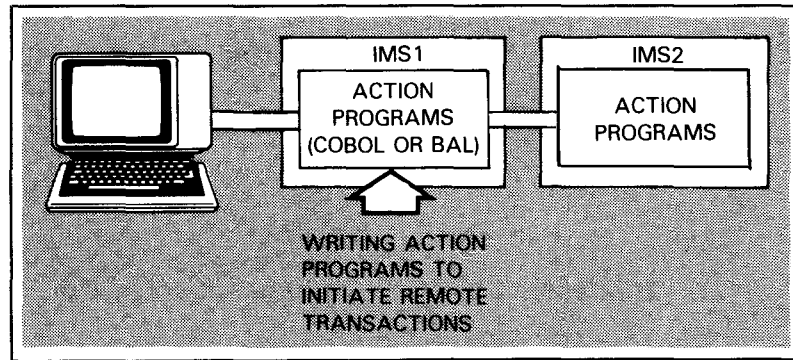 IMS1
ACTION
PROGRAMS
(COBOL OR BAL)
IMS2
ACTION
PROGRAMS
WRITING ACTION
PROGRAMS TO
INITIATE REMOTE
TRANSACTIONS